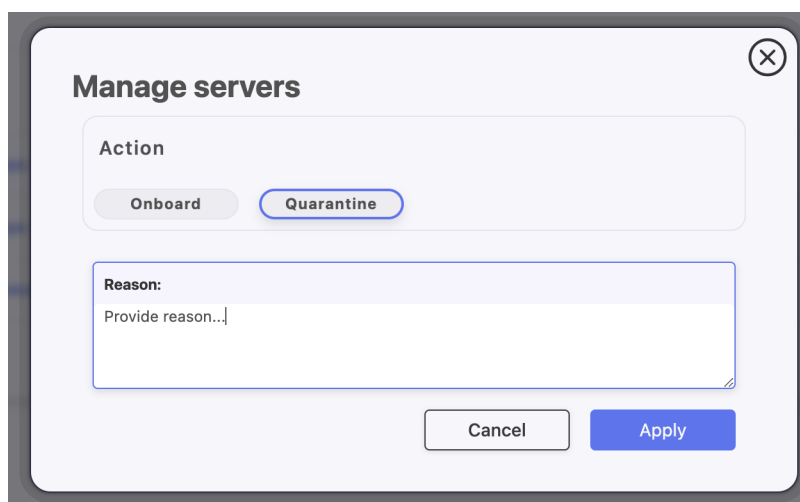 Manage servers
Action
Onboard Quarantine
Reason:
Provide reason...
Cancel Apply